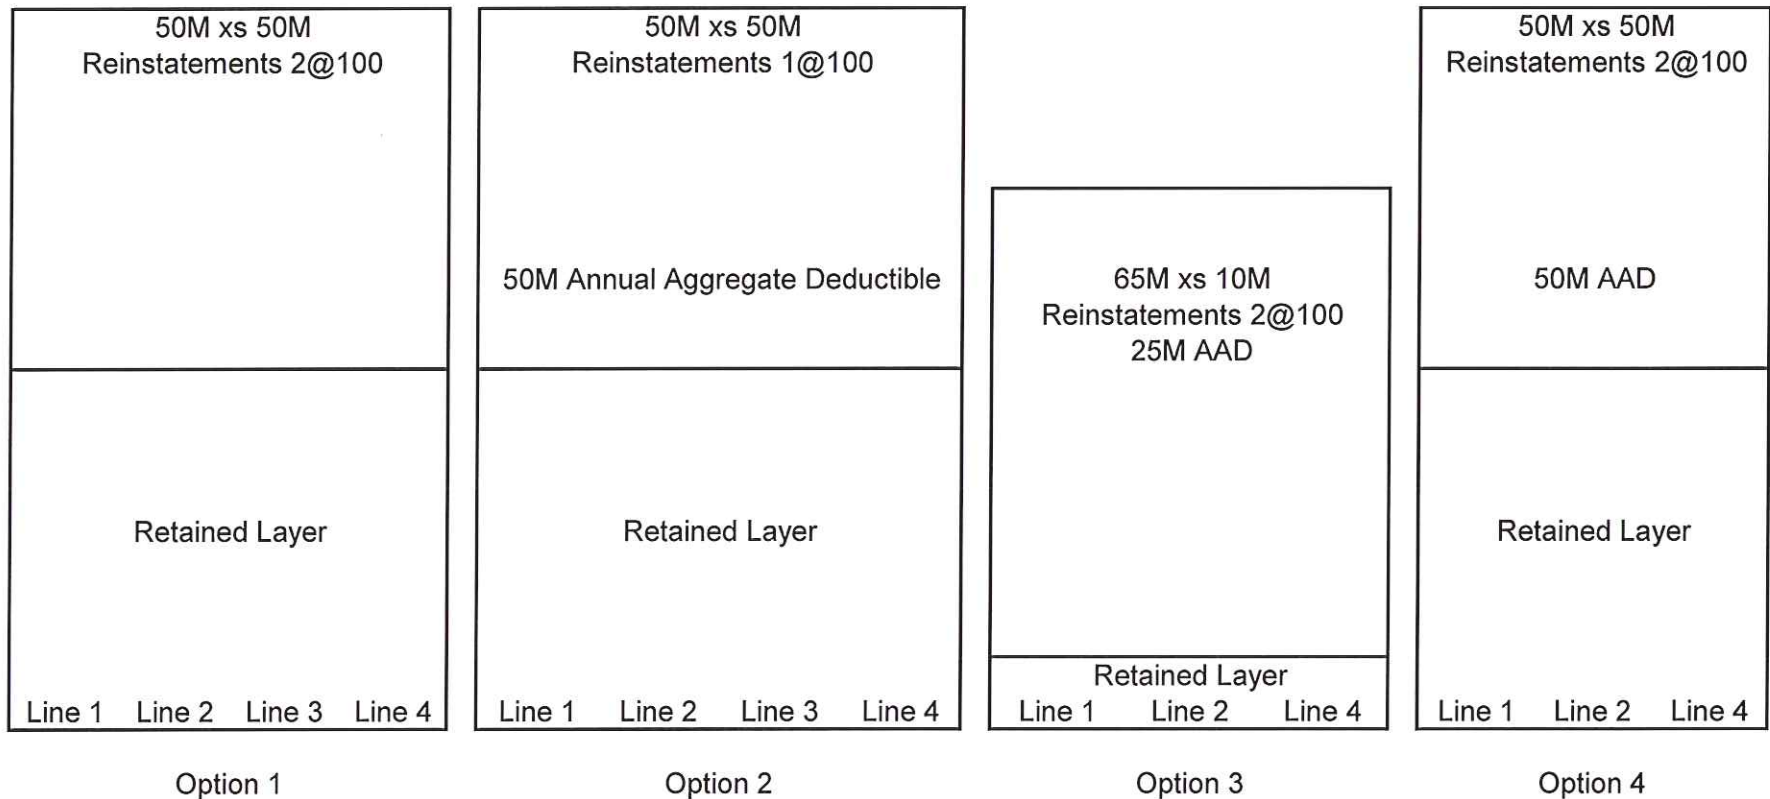 50M xs 50M
Reinstatements 2@100
Retained Layer
Line 1 Line 2 Line 3 Line 4
Option 1
50M xs 50M
Reinstatements 1@100
50M Annual Aggregate Deductible
Retained Layer
Line 1 Line 2 Line 3 Line 4
Option 2
65M xs 10M
Reinstatements 2@100
25M AAD
Retained Layer
Line 1 Line 2 Line 4
Option 3
50M xs 50M
Reinstatements 2@100
50M AAD
Retained Layer
Line 1 Line 2 Line 4
Option 4